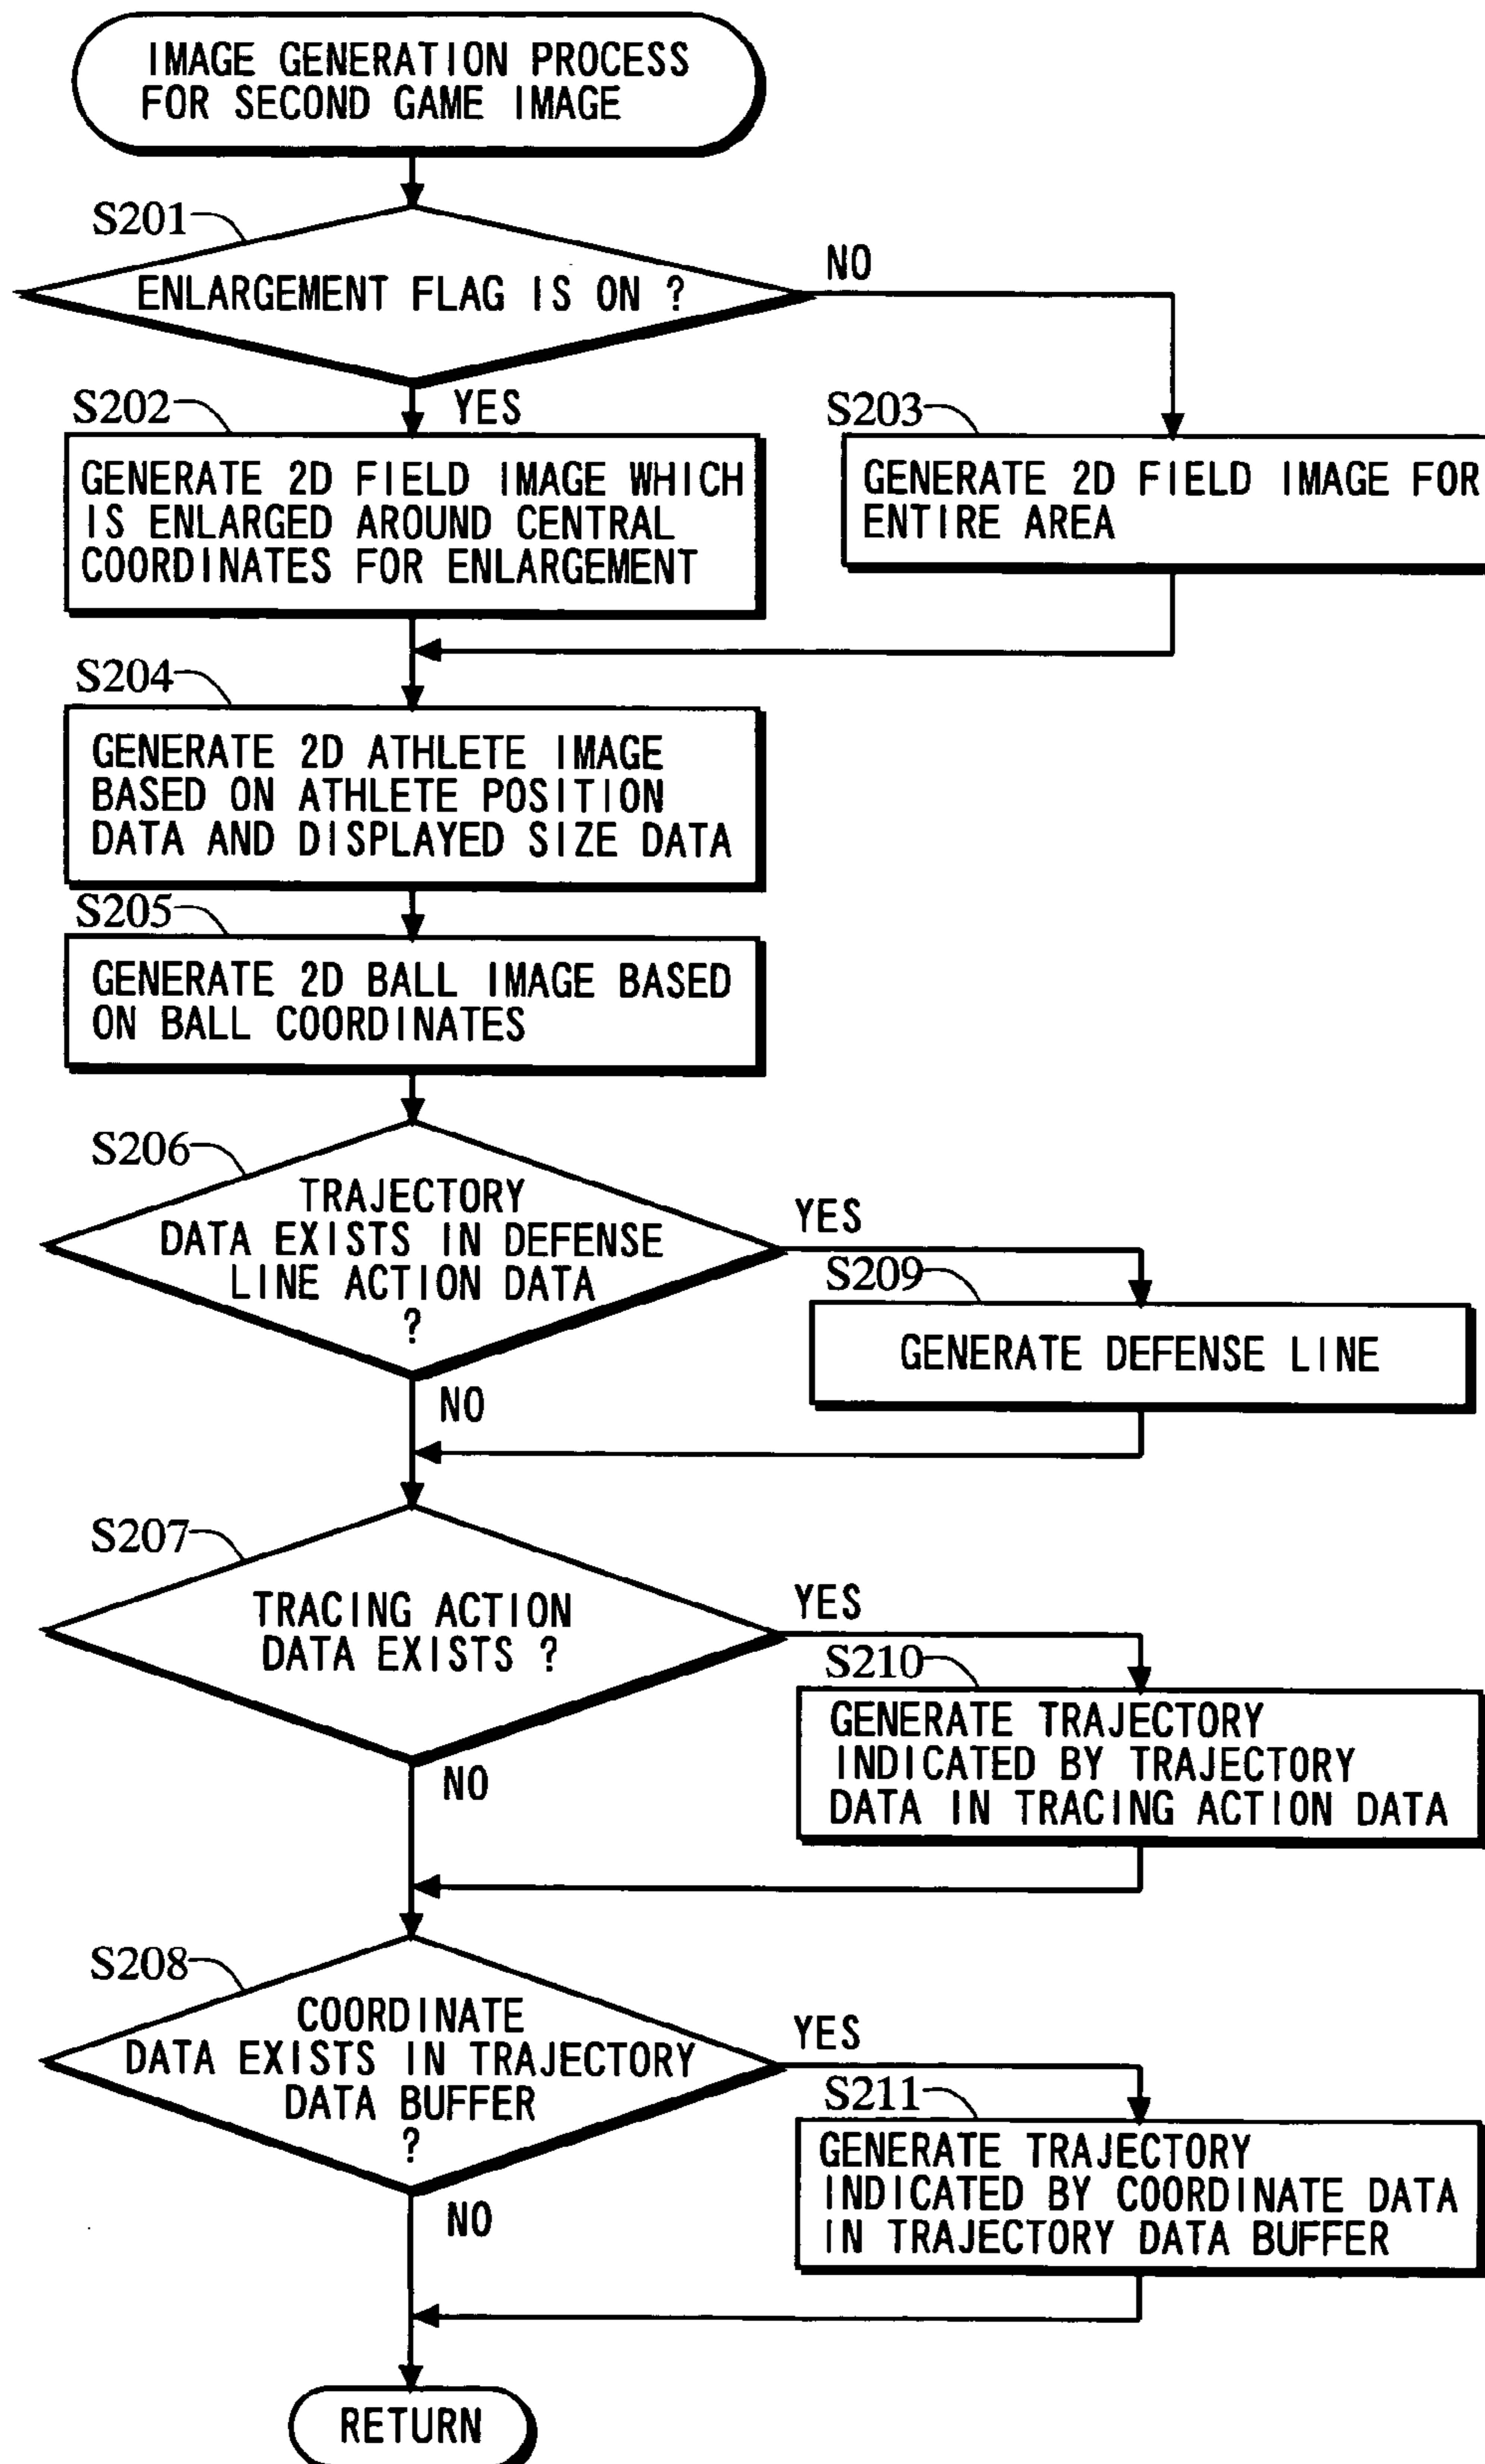 IMAGE GENERATION PROCESS
FOR SECOND GAME IMAGE
S201
ENLARGEMENT FLAG IS ON ?
NO
YES
S202
GENERATE 2D FIELD IMAGE WHICH
IS ENLARGED AROUND CENTRAL
COORDINATES FOR ENLARGEMENT
S203
GENERATE 2D FIELD IMAGE FOR
ENTIRE AREA
S204
GENERATE 2D ATHLETE IMAGE
BASED ON ATHLETE POSITION
DATA AND DISPLAYED SIZE DATA
S205
GENERATE 2D BALL IMAGE BASED
ON BALL COORDINATES
S206
TRAJECTORY
DATA EXISTS IN DEFENSE
LINE ACTION DATA
?
YES
S209
GENERATE DEFENSE LINE
NO
S207
TRACING ACTION
DATA EXISTS ?
YES
S210
GENERATE TRAJECTORY
INDICATED BY TRAJECTORY
DATA IN TRACING ACTION DATA
NO
S208
COORDINATE
DATA EXISTS IN TRAJECTORY
DATA BUFFER
?
YES
S211
GENERATE TRAJECTORY
INDICATED BY COORDINATE DATA
IN TRAJECTORY DATA BUFFER
NO
RETURN